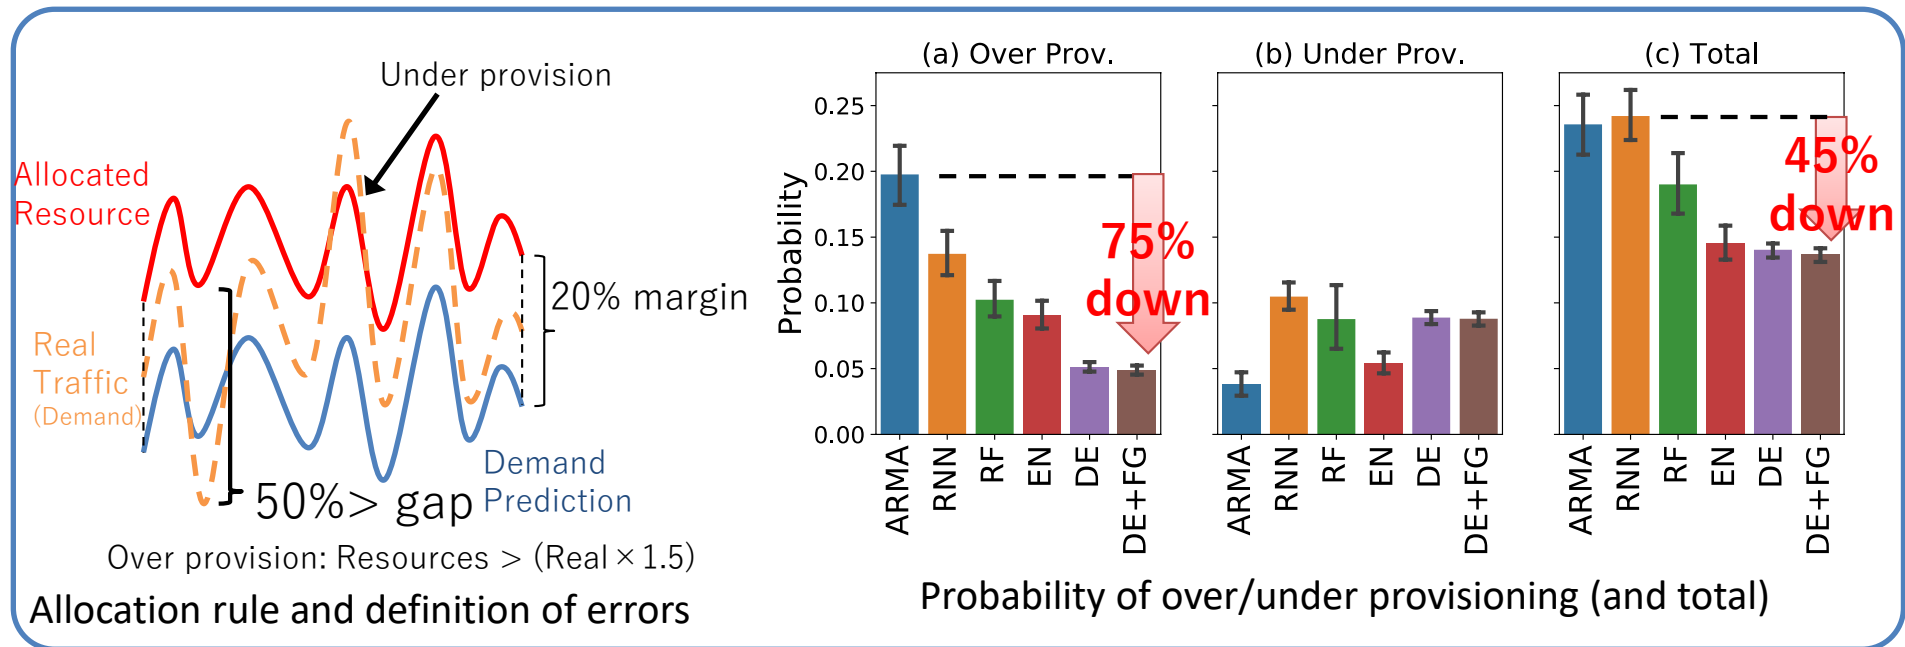 Under provision
Allocated
Resource
20% margin
Real
Traffic
(Demand)
Demand
Prediction
50%> gap
Over provision: Resources > (Real × 1.5)
Allocation rule and definition of errors
(a) Over Prov.
(b) Under Prov.
(c) Total
Probability
0.25
0.20
0.15
0.10
0.05
0.00
75%
down
45%
down
ARMA
RNN
RF
EN
DE
DE+FG
ARMA
RNN
RF
EN
DE
DE+FG
ARMA
RNN
RF
EN
DE
DE+FG
Probability of over/under provisioning (and total)